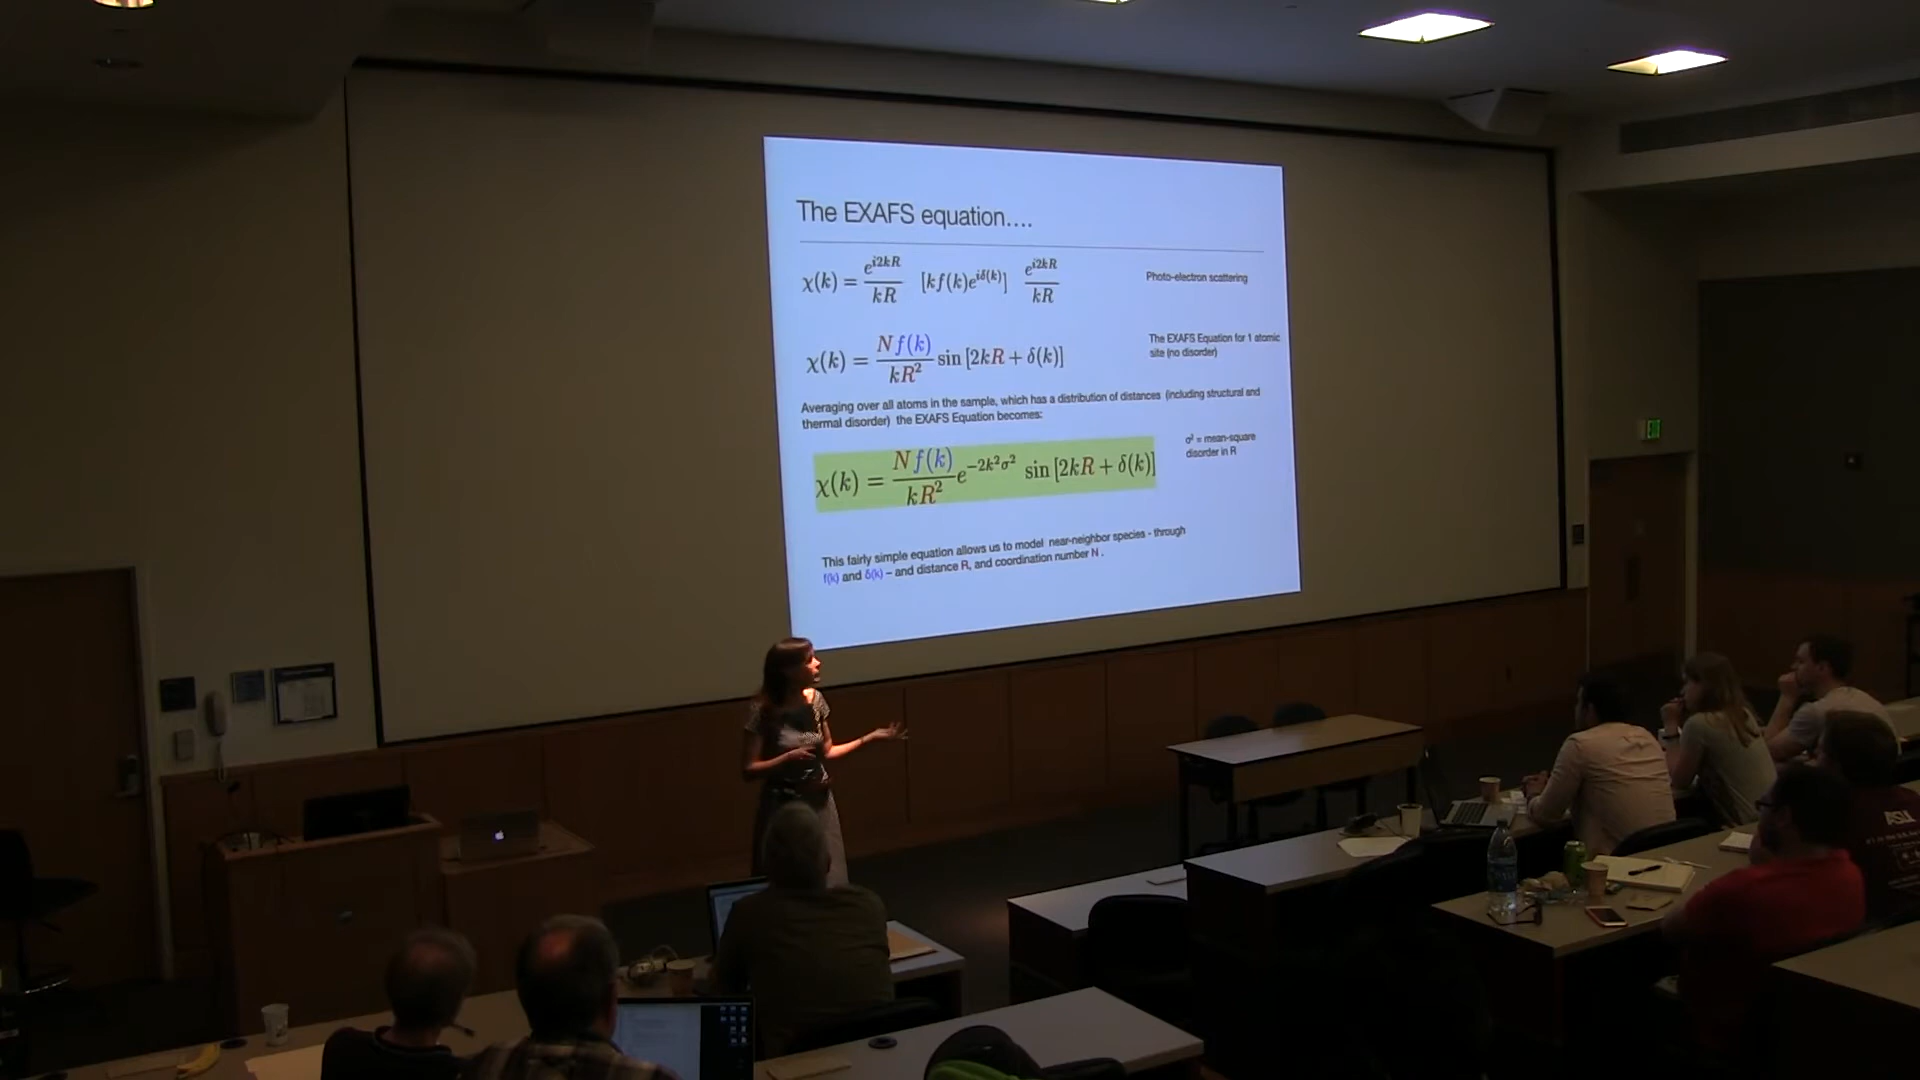 The EXAFS equation....
χ(k) = e^{i2kR}/kR [kf(k)e^{iδ(k)}] e^{i2kR}/kR
Photo-electron scattering
χ(k) = Nf(k)/kR² sin [2kR + δ(k)]
The EXAFS Equation for 1 atomic
site (no disorder)
Averaging over all atoms in the sample, which has a distribution of distances (including structural and
thermal disorder) the EXAFS Equation becomes:
χ(k) = Nf(k)/kR² e^{−2k²σ²} sin [2kR + δ(k)]
σ² = mean-square
disorder in R
This fairly simple equation allows us to model near-neighbor species - through
f(k) and δ(k) – and distance R, and coordination number N .
ASU